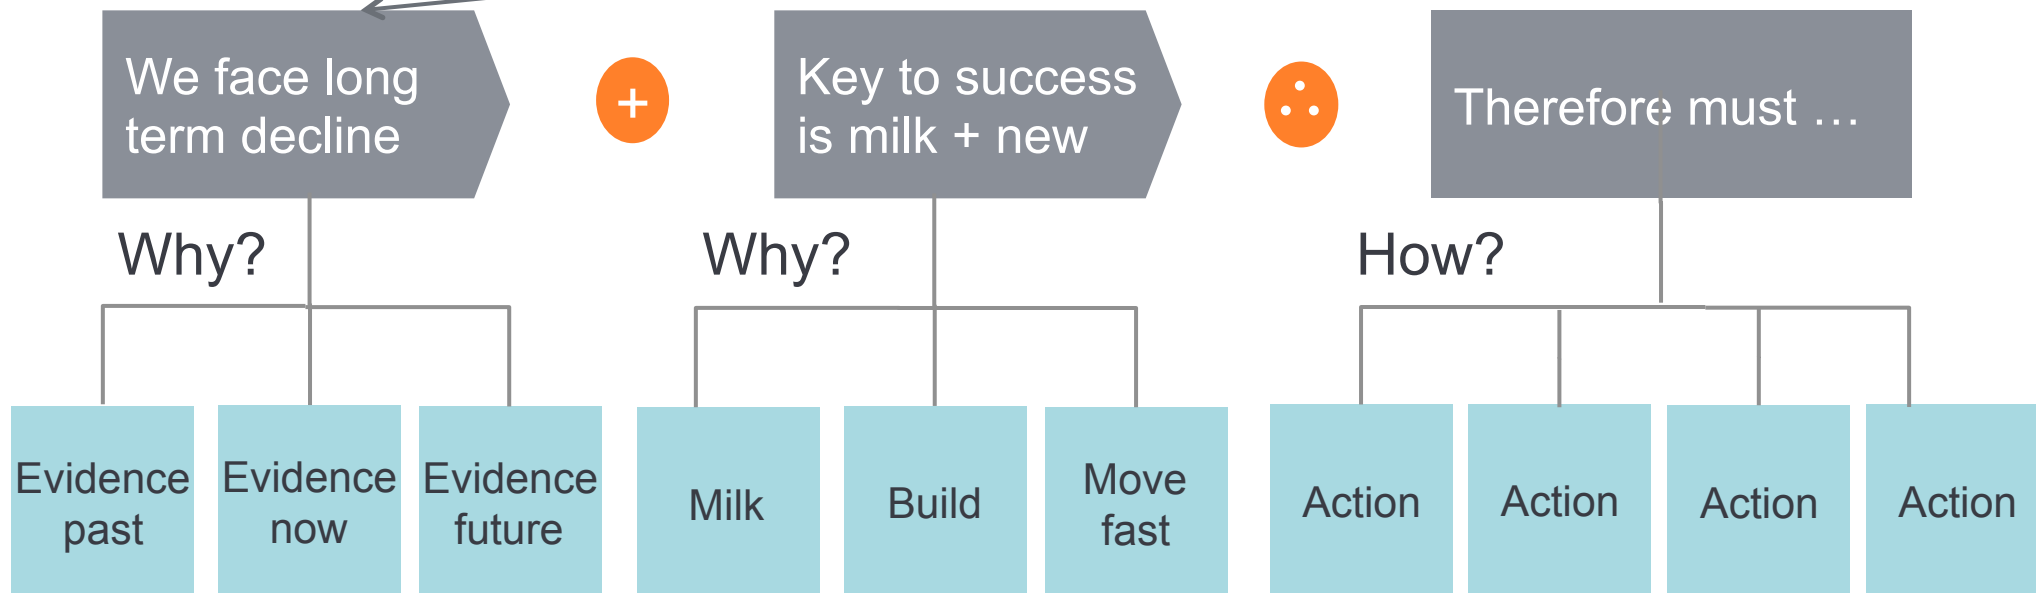 We face long
term decline
+
Key to success
is milk + new
∴
Therefore must …
Why?
Why?
How?
Evidence
past
Evidence
now
Evidence
future
Milk
Build
Move
fast
Action
Action
Action
Action